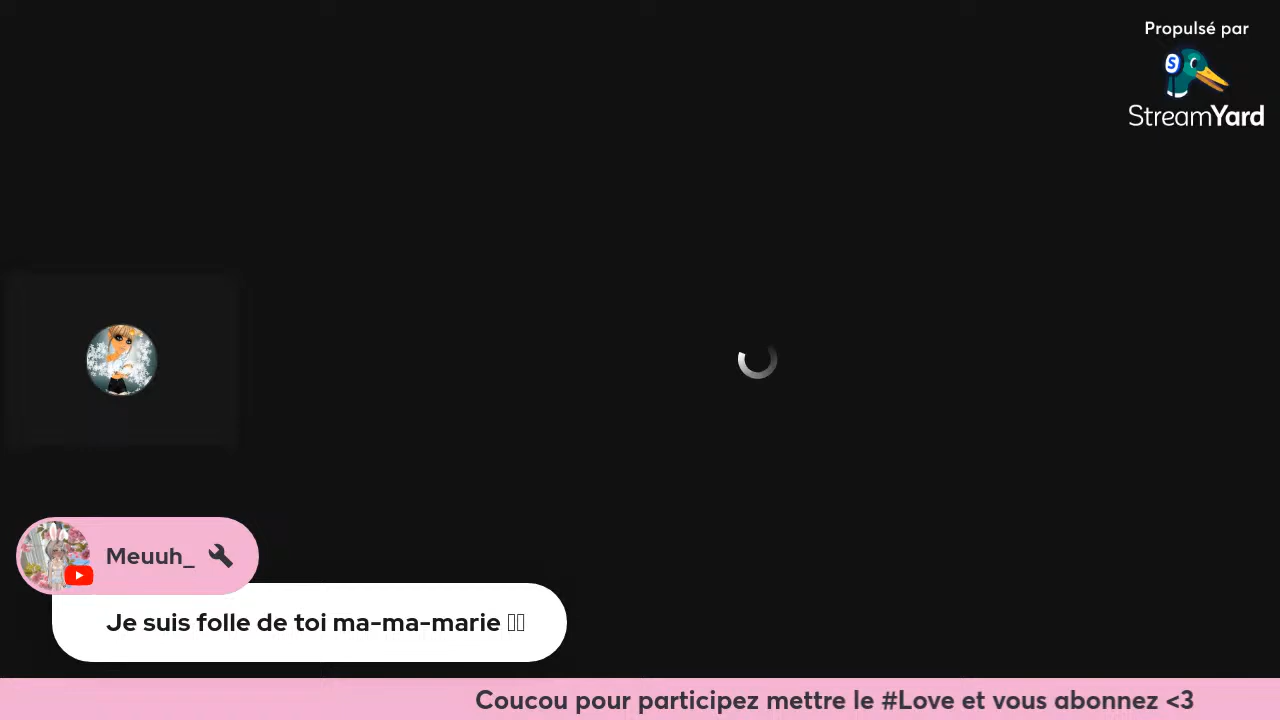 Propulsé par
S
StreamYard
Meuuh_
Je suis folle de toi ma-ma-marie
Coucou pour participez mettre le #Love et vous abonnez <3